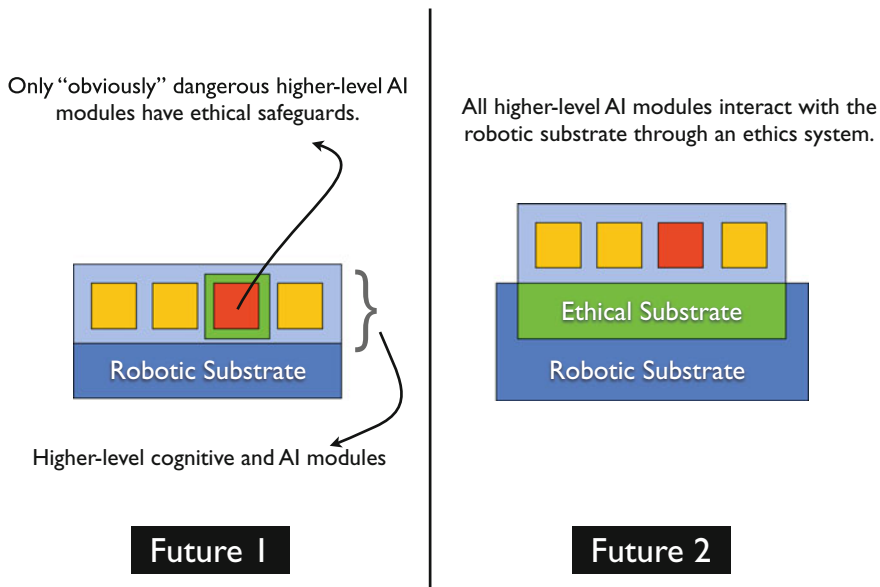 Only “obviously” dangerous higher-level AI
modules have ethical safeguards.
Robotic Substrate
Higher-level cognitive and AI modules
Future 1
All higher-level AI modules interact with the
robotic substrate through an ethics system.
Ethical Substrate
Robotic Substrate
Future 2